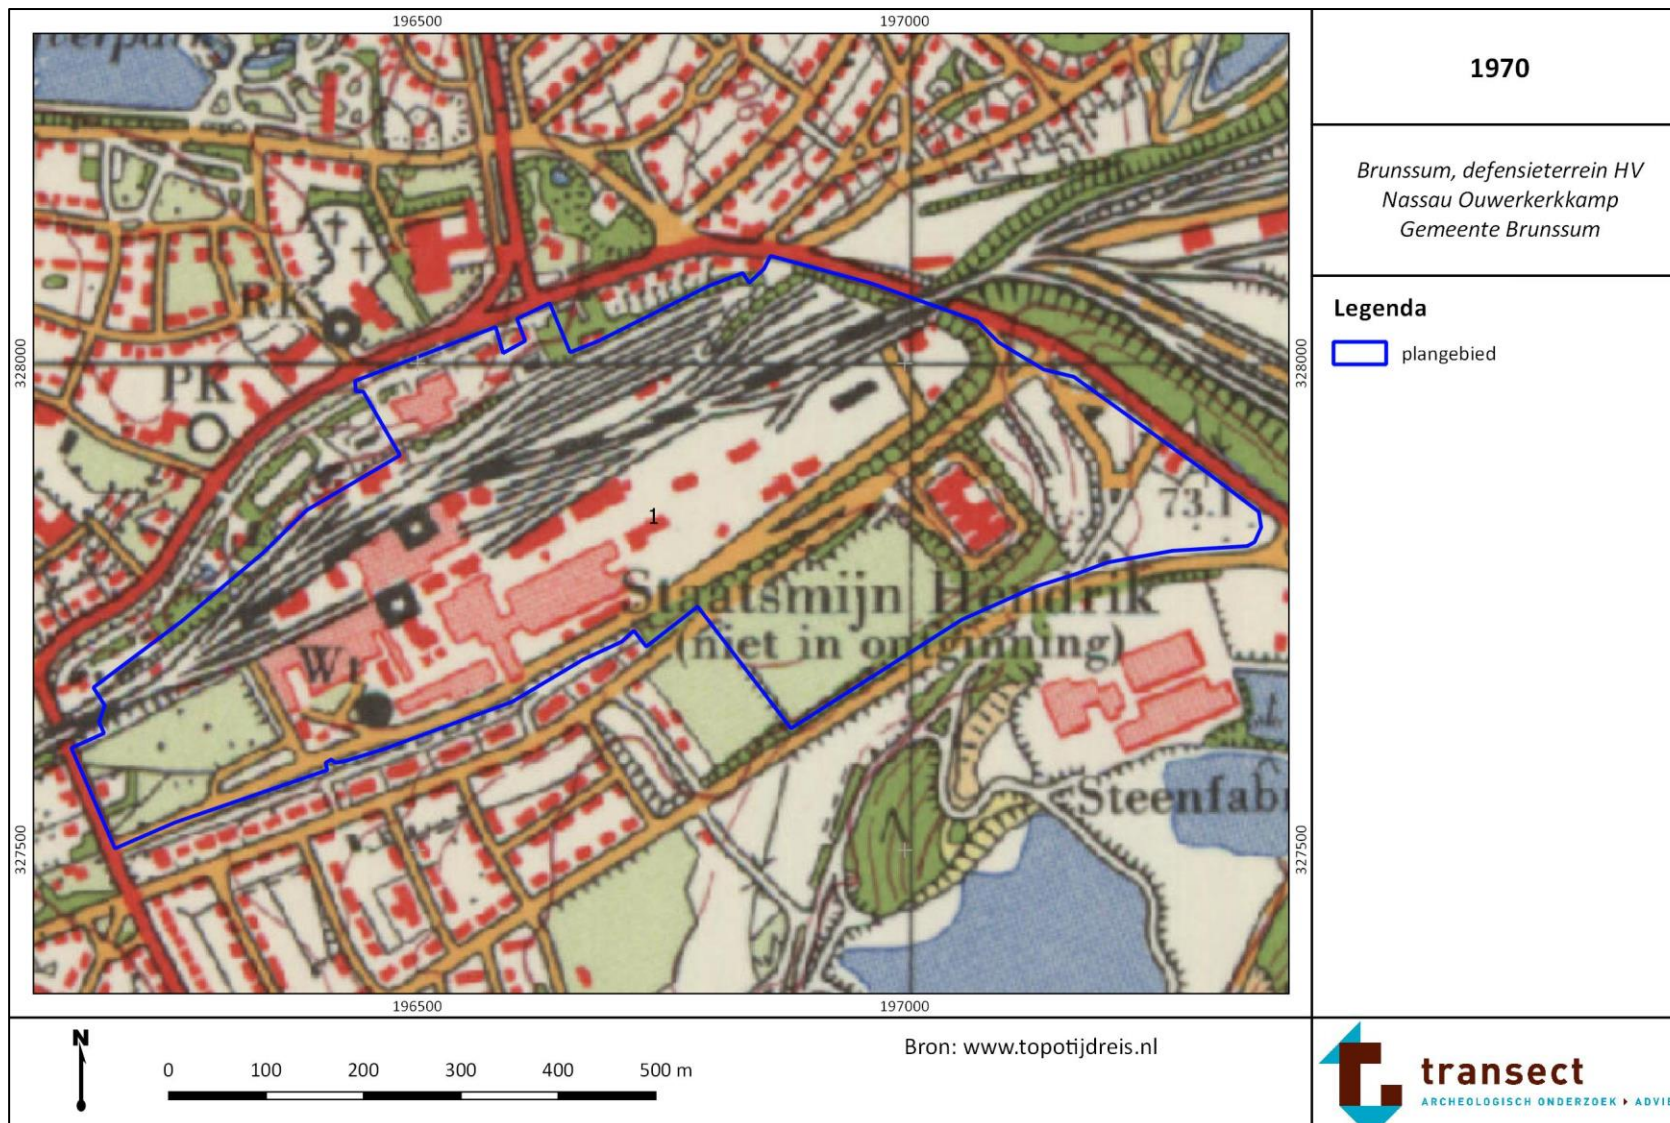 196500 197000
1970
Brunssum, defensieterrein HV
Nassau Ouwerkerkkamp
Gemeente Brunssum
Legenda
plangebied
RK
PK
328000
328000
1
73.1
Staatsmijn Hendrik
(niet in ontginning)
Wt
Steenfabr
327500
327500
196500 197000
N
0 100 200 300 400 500 m
Bron: www.topotijdreis.nl
transect
ARCHEOLOGISCH ONDERZOEK ▸ ADVIE